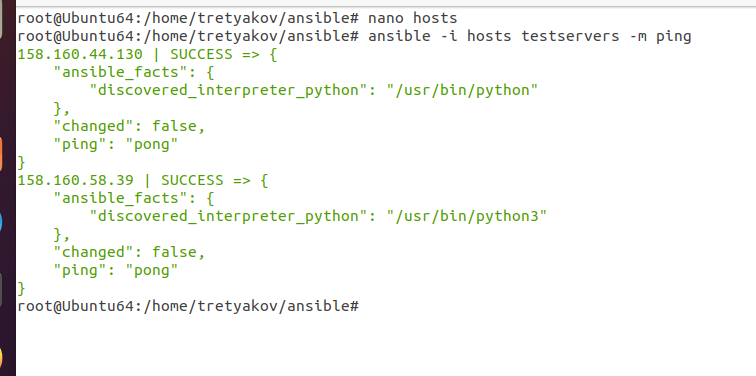 root@Ubuntu64:/home/tretyakov/ansible# nano hosts
root@Ubuntu64:/home/tretyakov/ansible# ansible -i hosts testservers -m ping
158.160.44.130 | SUCCESS => {
    "ansible_facts": {
        "discovered_interpreter_python": "/usr/bin/python"
    },
    "changed": false,
    "ping": "pong"
}
158.160.58.39 | SUCCESS => {
    "ansible_facts": {
        "discovered_interpreter_python": "/usr/bin/python3"
    },
    "changed": false,
    "ping": "pong"
}
root@Ubuntu64:/home/tretyakov/ansible#